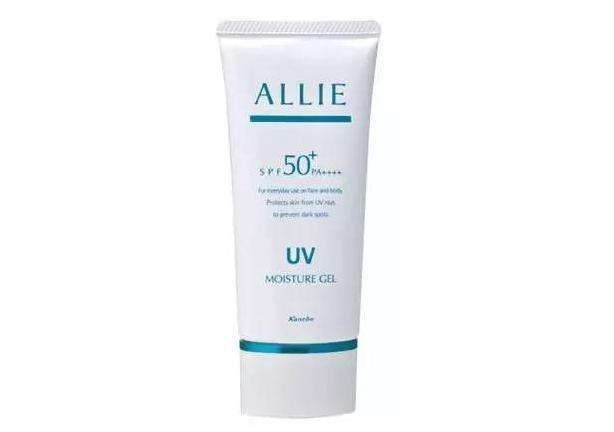 ALLIE
SPF50+ PA++++
For everyday use on face and body.
Protects skin from UV rays
to prevent dark spots.
UV
MOISTURE GEL
Kanebo